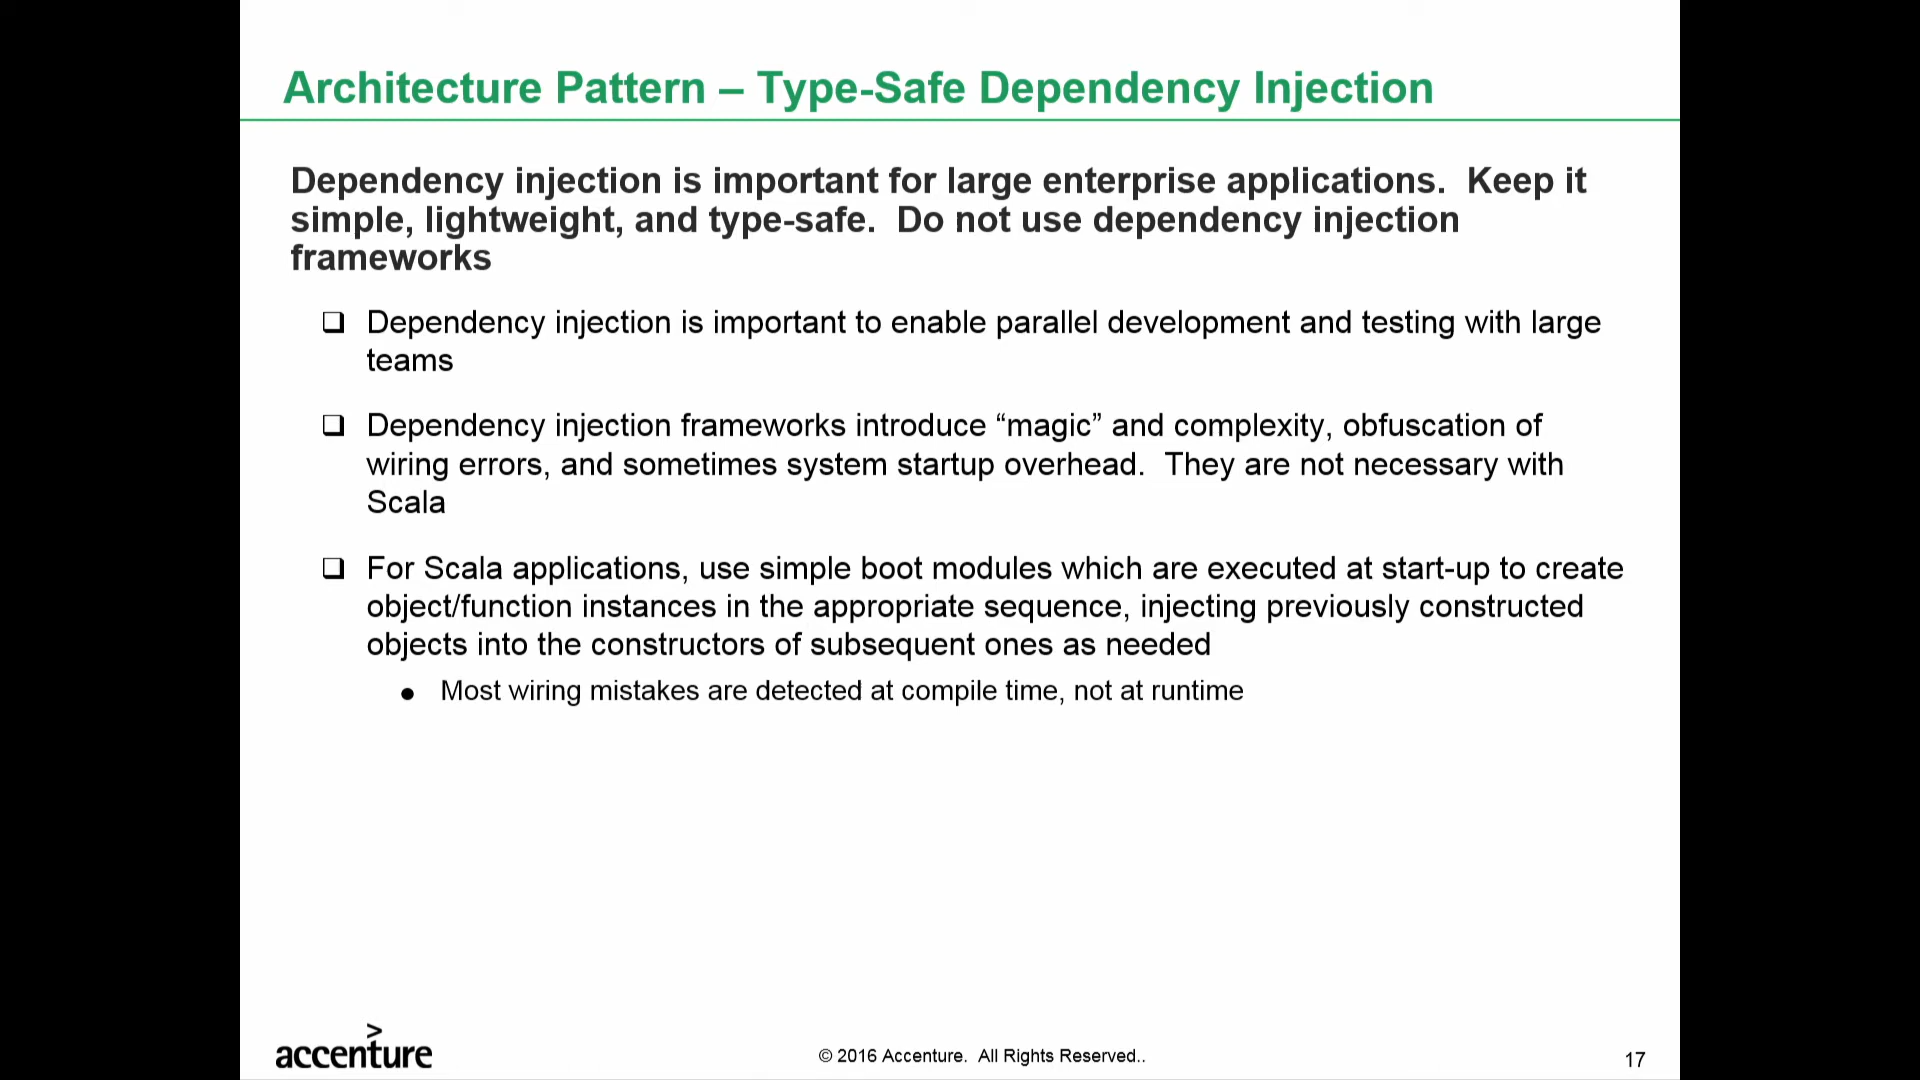 Architecture Pattern – Type-Safe Dependency Injection
Dependency injection is important for large enterprise applications.  Keep it
simple, lightweight, and type-safe.  Do not use dependency injection
frameworks
❑ Dependency injection is important to enable parallel development and testing with large
teams
❑ Dependency injection frameworks introduce “magic” and complexity, obfuscation of
wiring errors, and sometimes system startup overhead.  They are not necessary with
Scala
❑ For Scala applications, use simple boot modules which are executed at start-up to create
object/function instances in the appropriate sequence, injecting previously constructed
objects into the constructors of subsequent ones as needed
● Most wiring mistakes are detected at compile time, not at runtime
accenture
© 2016 Accenture.  All Rights Reserved..
17